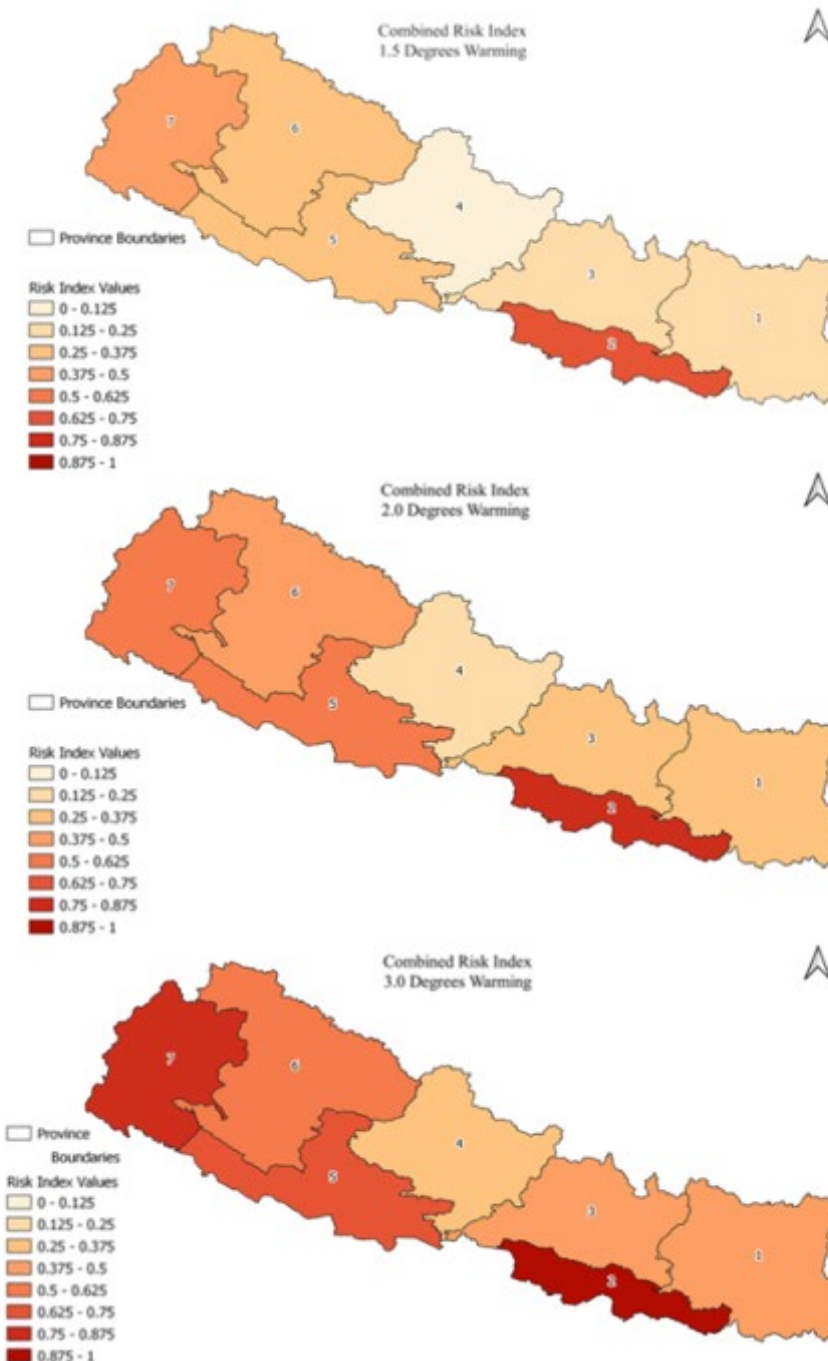 Combined Risk Index
1.5 Degrees Warming
7
6
4
5
3
1
2
Province Boundaries
Risk Index Values
0 - 0.125
0.125 - 0.25
0.25 - 0.375
0.375 - 0.5
0.5 - 0.625
0.625 - 0.75
0.75 - 0.875
0.875 - 1
Combined Risk Index
2.0 Degrees Warming
7
6
4
5
3
1
2
Province Boundaries
Risk Index Values
0 - 0.125
0.125 - 0.25
0.25 - 0.375
0.375 - 0.5
0.5 - 0.625
0.625 - 0.75
0.75 - 0.875
0.875 - 1
Combined Risk Index
3.0 Degrees Warming
7
6
4
5
3
1
2
Province
Boundaries
Risk Index Values
0 - 0.125
0.125 - 0.25
0.25 - 0.375
0.375 - 0.5
0.5 - 0.625
0.625 - 0.75
0.75 - 0.875
0.875 - 1